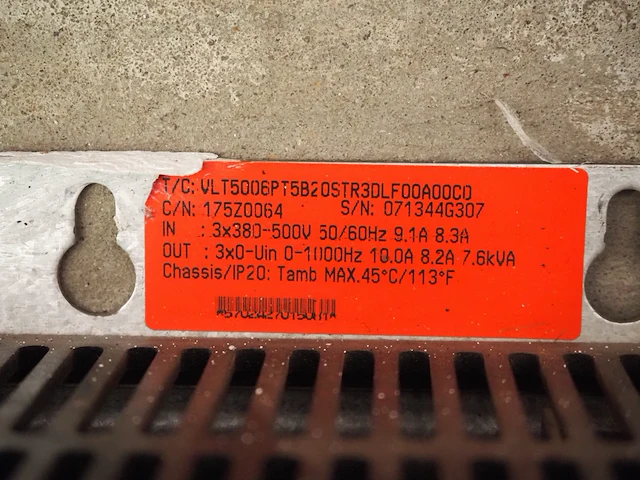 T/C: VLT5006PT5B20STR3DLF00A00C0
C/N: 175Z0064 S/N: 071344G307
IN : 3x380-500V 50/60Hz 9.1A 8.3A
OUT : 3x0-Uin 0-1000Hz 10.0A 8.2A 7.6kVA
Chassis/IP20: Tamb MAX.45°C/113°F